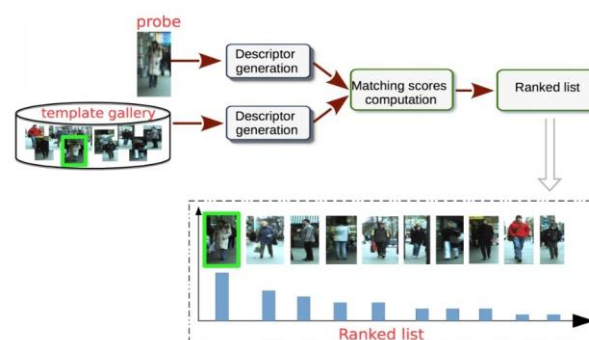 probe
Descriptor
generation
template gallery
Descriptor
generation
Matching scores
computation
Ranked list
Ranked list